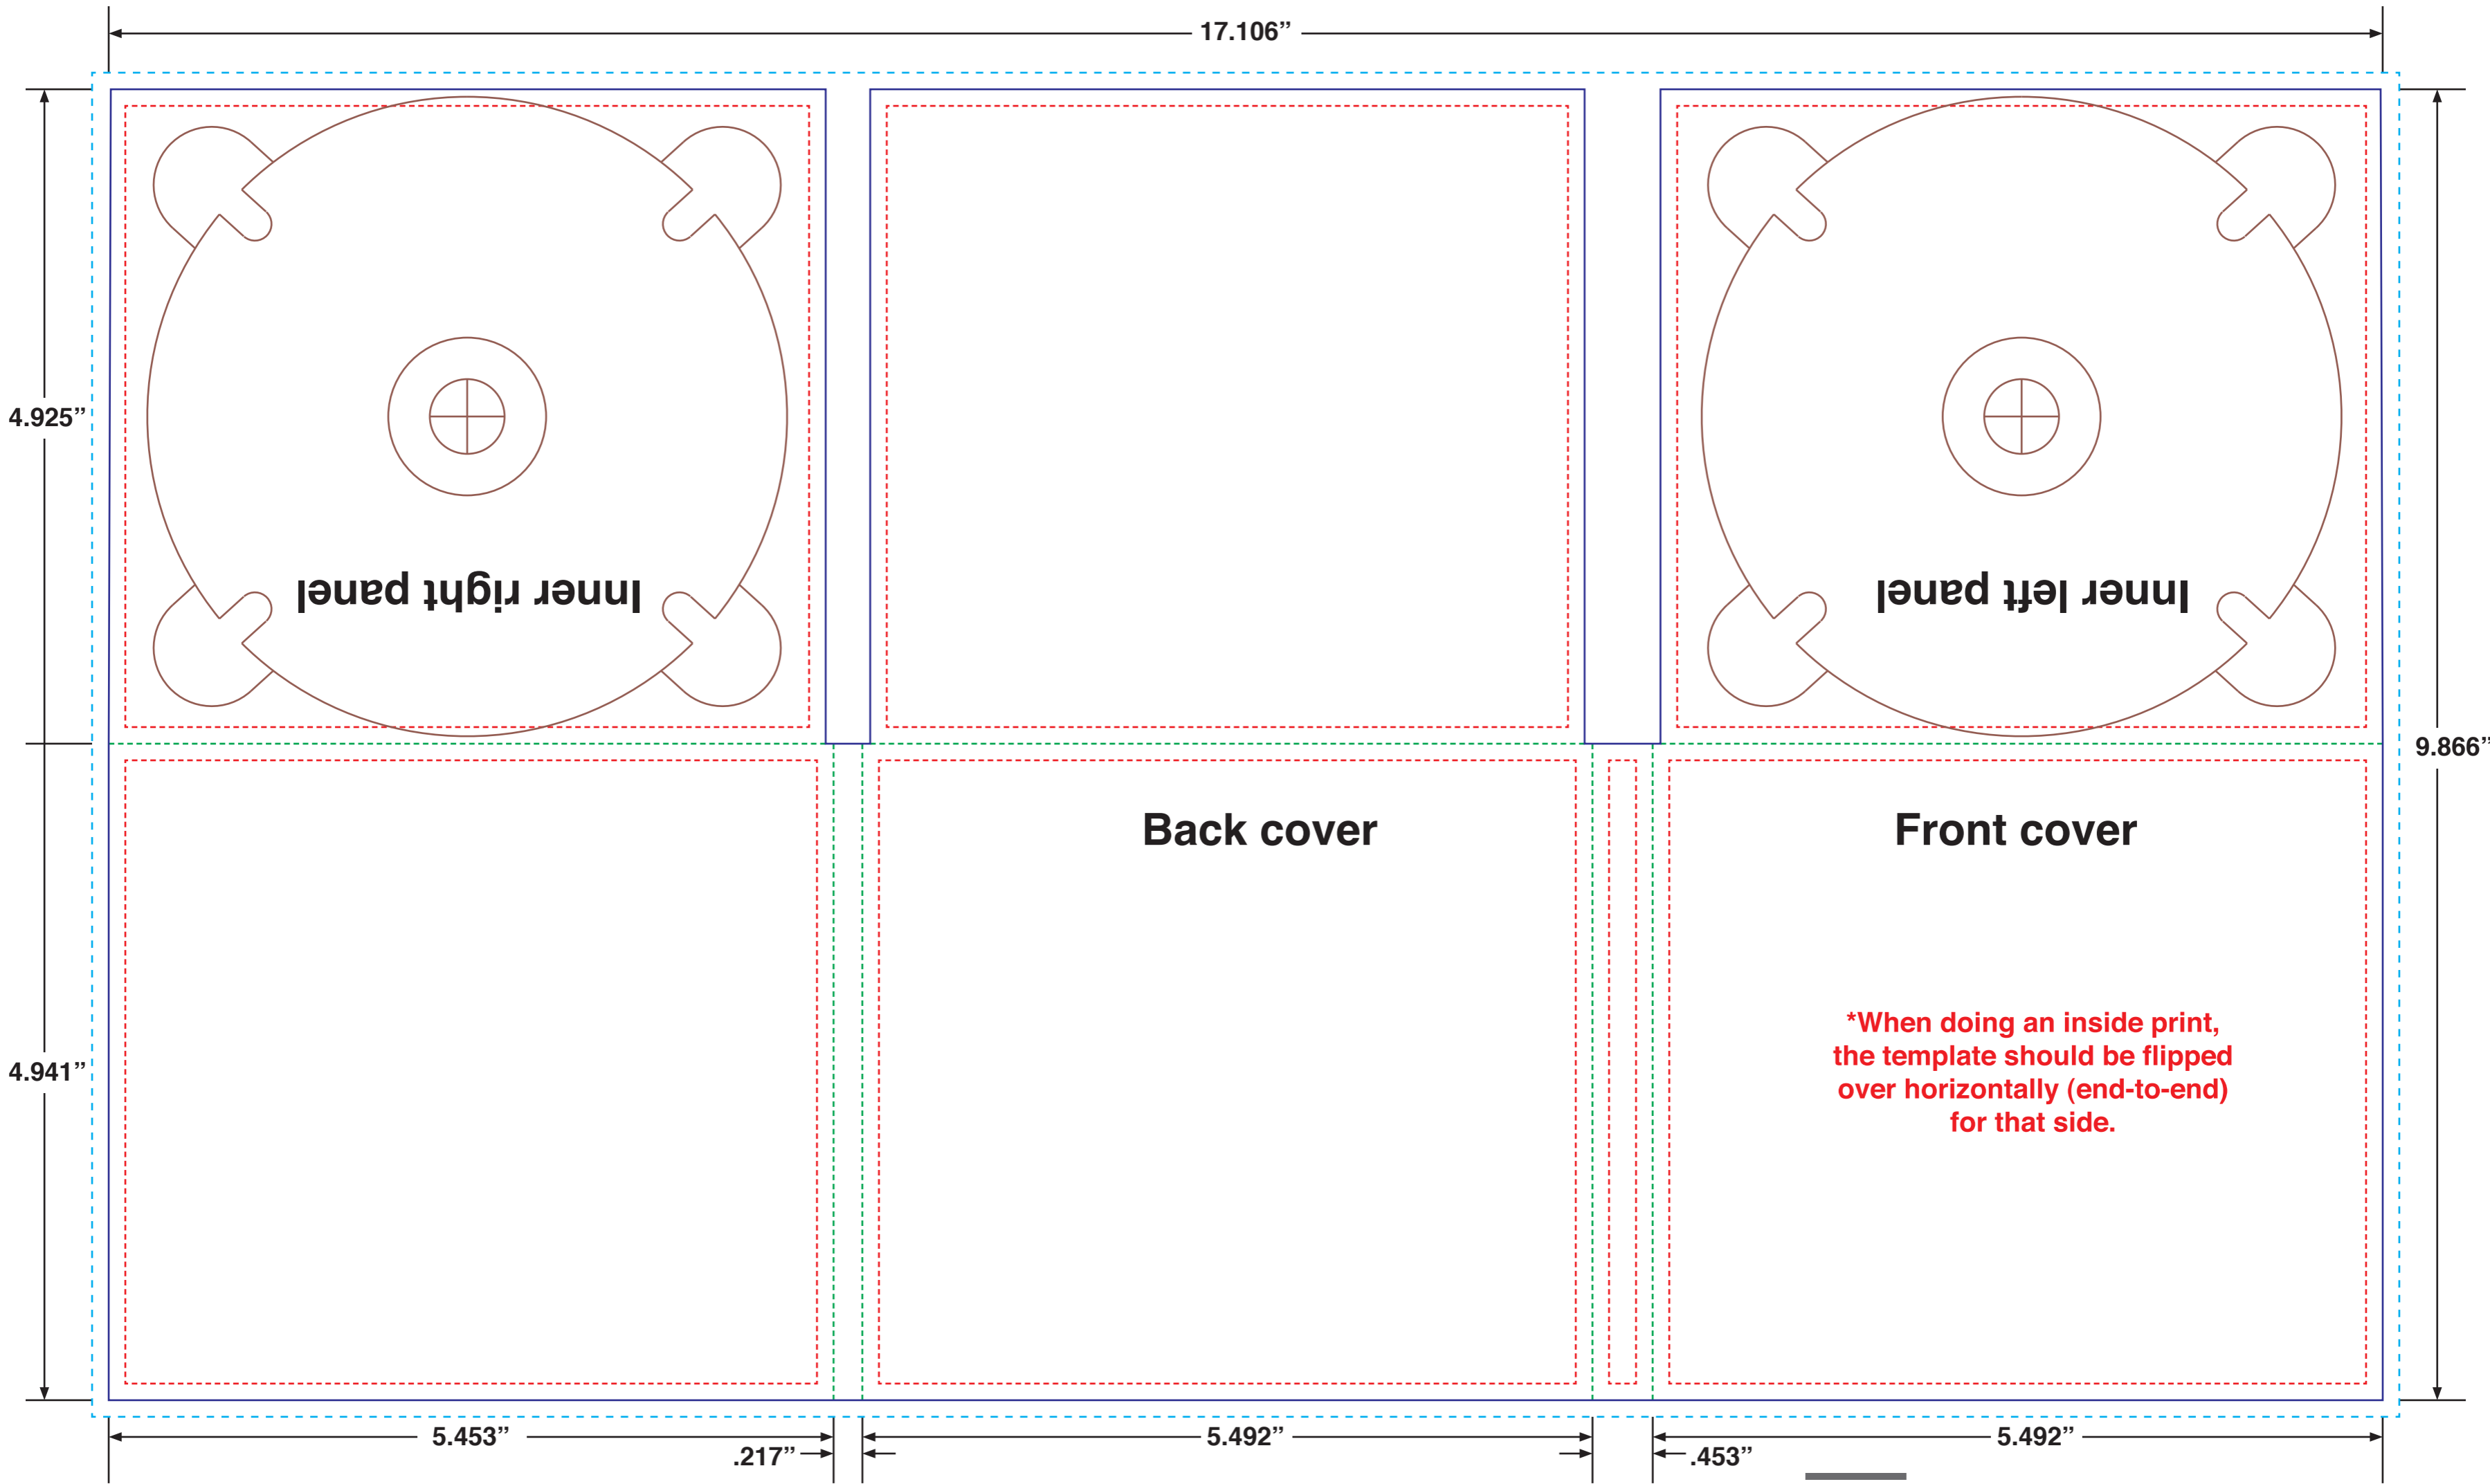 17.106”
4.925”
Inner right panel
Inner left panel
9.866”
Back cover
Front cover
*When doing an inside print,
the template should be flipped
over horizontally (end-to-end)
for that side.
4.941”
5.453”
.217”
5.492”
.453”
5.492”